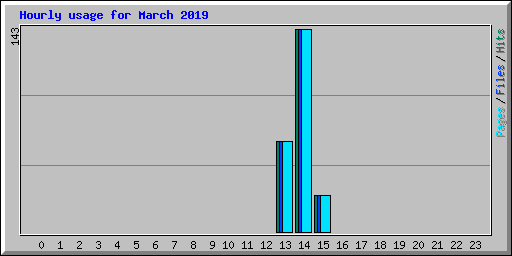 Hourly usage for March 2019
143
Pages/Files/Hits
0 1 2 3 4 5 6 7 8 9 10 11 12 13 14 15 16 17 18 19 20 21 22 23